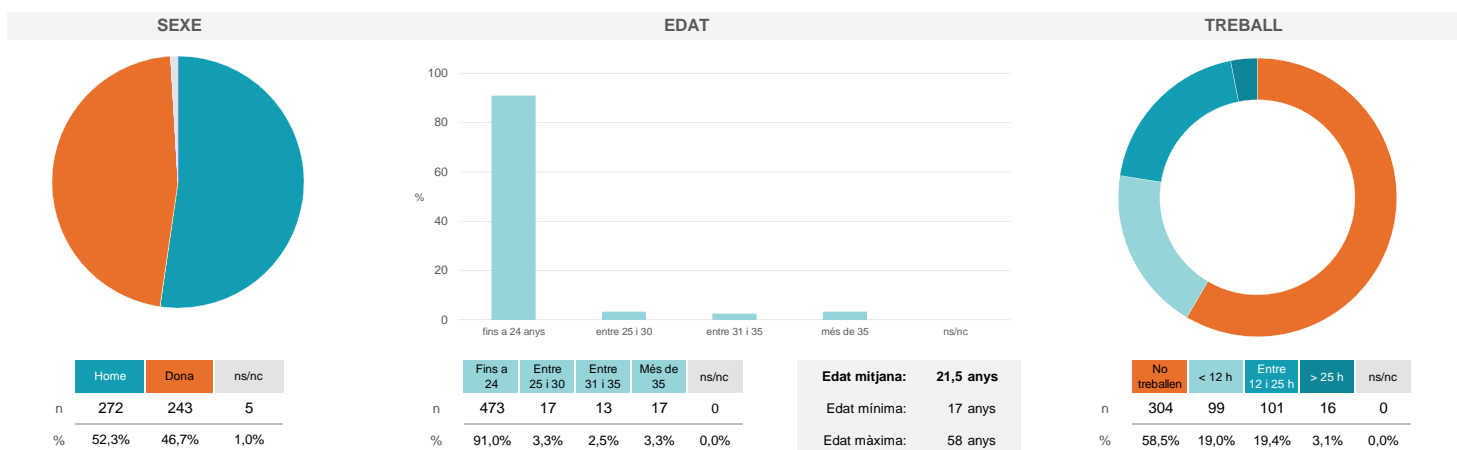 SEXE
Home Dona ns/nc
n 272 243 5
% 52,3% 46,7% 1,0%
EDAT
100
80
60
%
40
20
0
fins a 24 anys entre 25 i 30 entre 31 i 35 més de 35 ns/nc
Fins a 24 Entre 25 i 30 Entre 31 i 35 Més de 35 ns/nc
n 473 17 13 17 0
% 91,0% 3,3% 2,5% 3,3% 0,0%
Edat mitjana: 21,5 anys
Edat mínima: 17 anys
Edat màxima: 58 anys
TREBALL
No treballen < 12 h Entre 12 i 25 h > 25 h ns/nc
n 304 99 101 16 0
% 58,5% 19,0% 19,4% 3,1% 0,0%